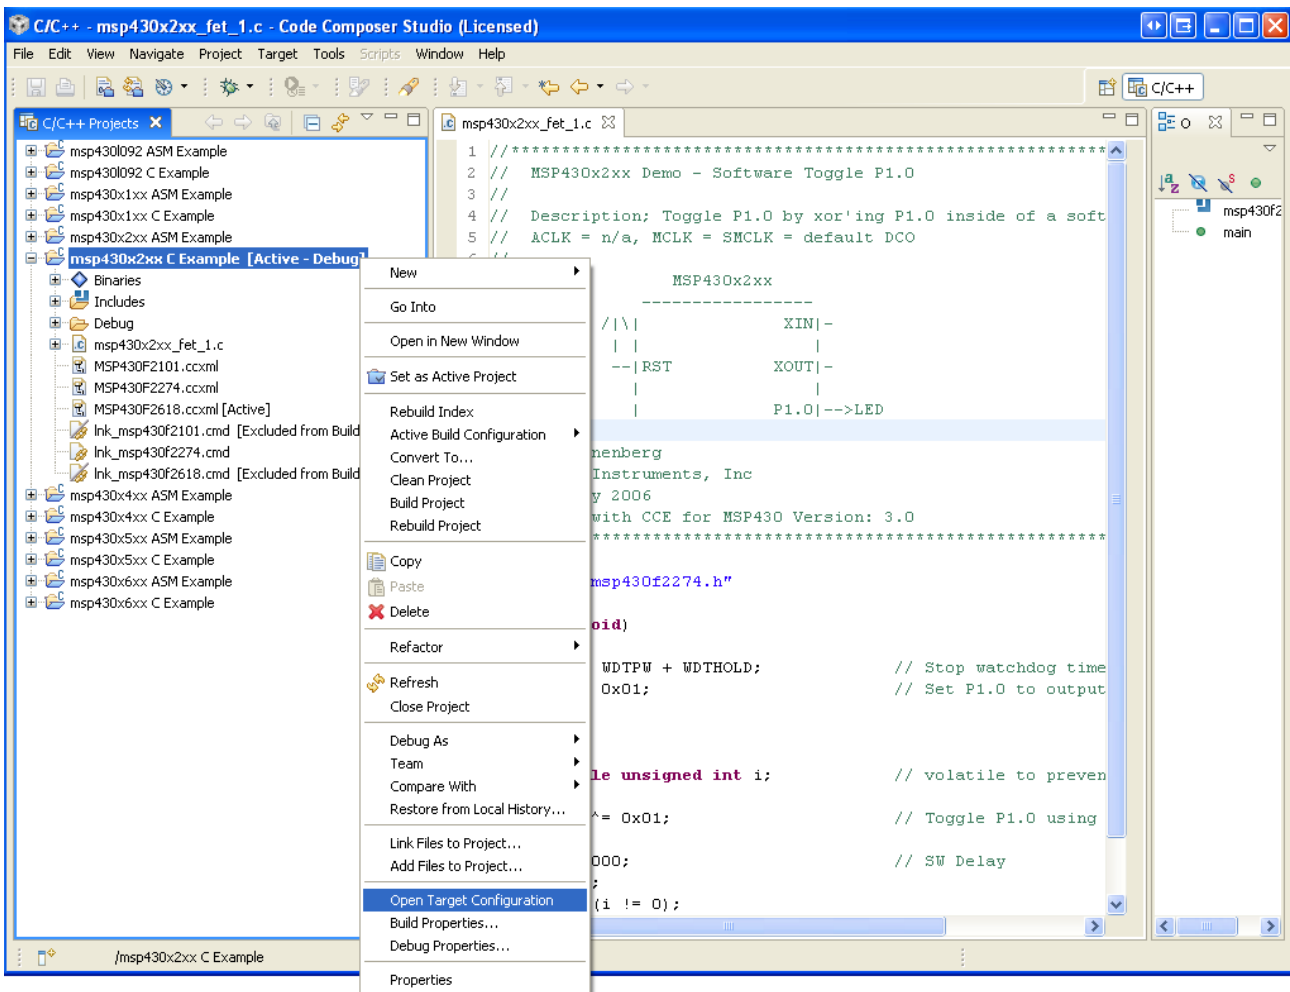 C/C++ - msp430x2xx_fet_1.c - Code Composer Studio (Licensed)
File Edit View Navigate Project Target Tools Scripts Window Help
C/C++
C/C++ Projects
msp430l092 ASM Example
msp430l092 C Example
msp430x1xx ASM Example
msp430x1xx C Example
msp430x2xx ASM Example
msp430x2xx C Example [Active - Debug]
Binaries
Includes
Debug
msp430x2xx_fet_1.c
MSP430F2101.ccxml
MSP430F2274.ccxml
MSP430F2618.ccxml [Active]
lnk_msp430f2101.cmd [Excluded from Build
lnk_msp430f2274.cmd
lnk_msp430f2618.cmd [Excluded from Build
msp430x4xx ASM Example
msp430x4xx C Example
msp430x5xx ASM Example
msp430x5xx C Example
msp430x6xx ASM Example
msp430x6xx C Example
New
Go Into
Open in New Window
Set as Active Project
Rebuild Index
Active Build Configuration
Convert To...
Clean Project
Build Project
Rebuild Project
Copy
Paste
Delete
Refactor
Refresh
Close Project
Debug As
Team
Compare With
Restore from Local History...
Link Files to Project...
Add Files to Project...
Open Target Configuration
Build Properties...
Debug Properties...
Properties
msp430x2xx_fet_1.c
1 //***********************************************************
2 // MSP430x2xx Demo - Software Toggle P1.0
3 //
4 // Description; Toggle P1.0 by xor'ing P1.0 inside of a soft
5 // ACLK = n/a, MCLK = SMCLK = default DCO
MSP430x2xx
-----------------
/|\| XIN|-
| | |
--|RST XOUT|-
| |
| P1.0|-->LED
nenberg
Instruments, Inc
y 2006
with CCE for MSP430 Version: 3.0
***************************************************
msp430f2274.h"
oid)
WDTPW + WDTHOLD; // Stop watchdog time
0x01; // Set P1.0 to output
le unsigned int i; // volatile to preven
^= 0x01; // Toggle P1.0 using
000; // SW Delay
;
(i != 0);
O
msp430f2
main
/msp430x2xx C Example